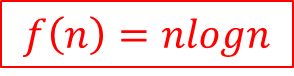 f(n) = nlogn